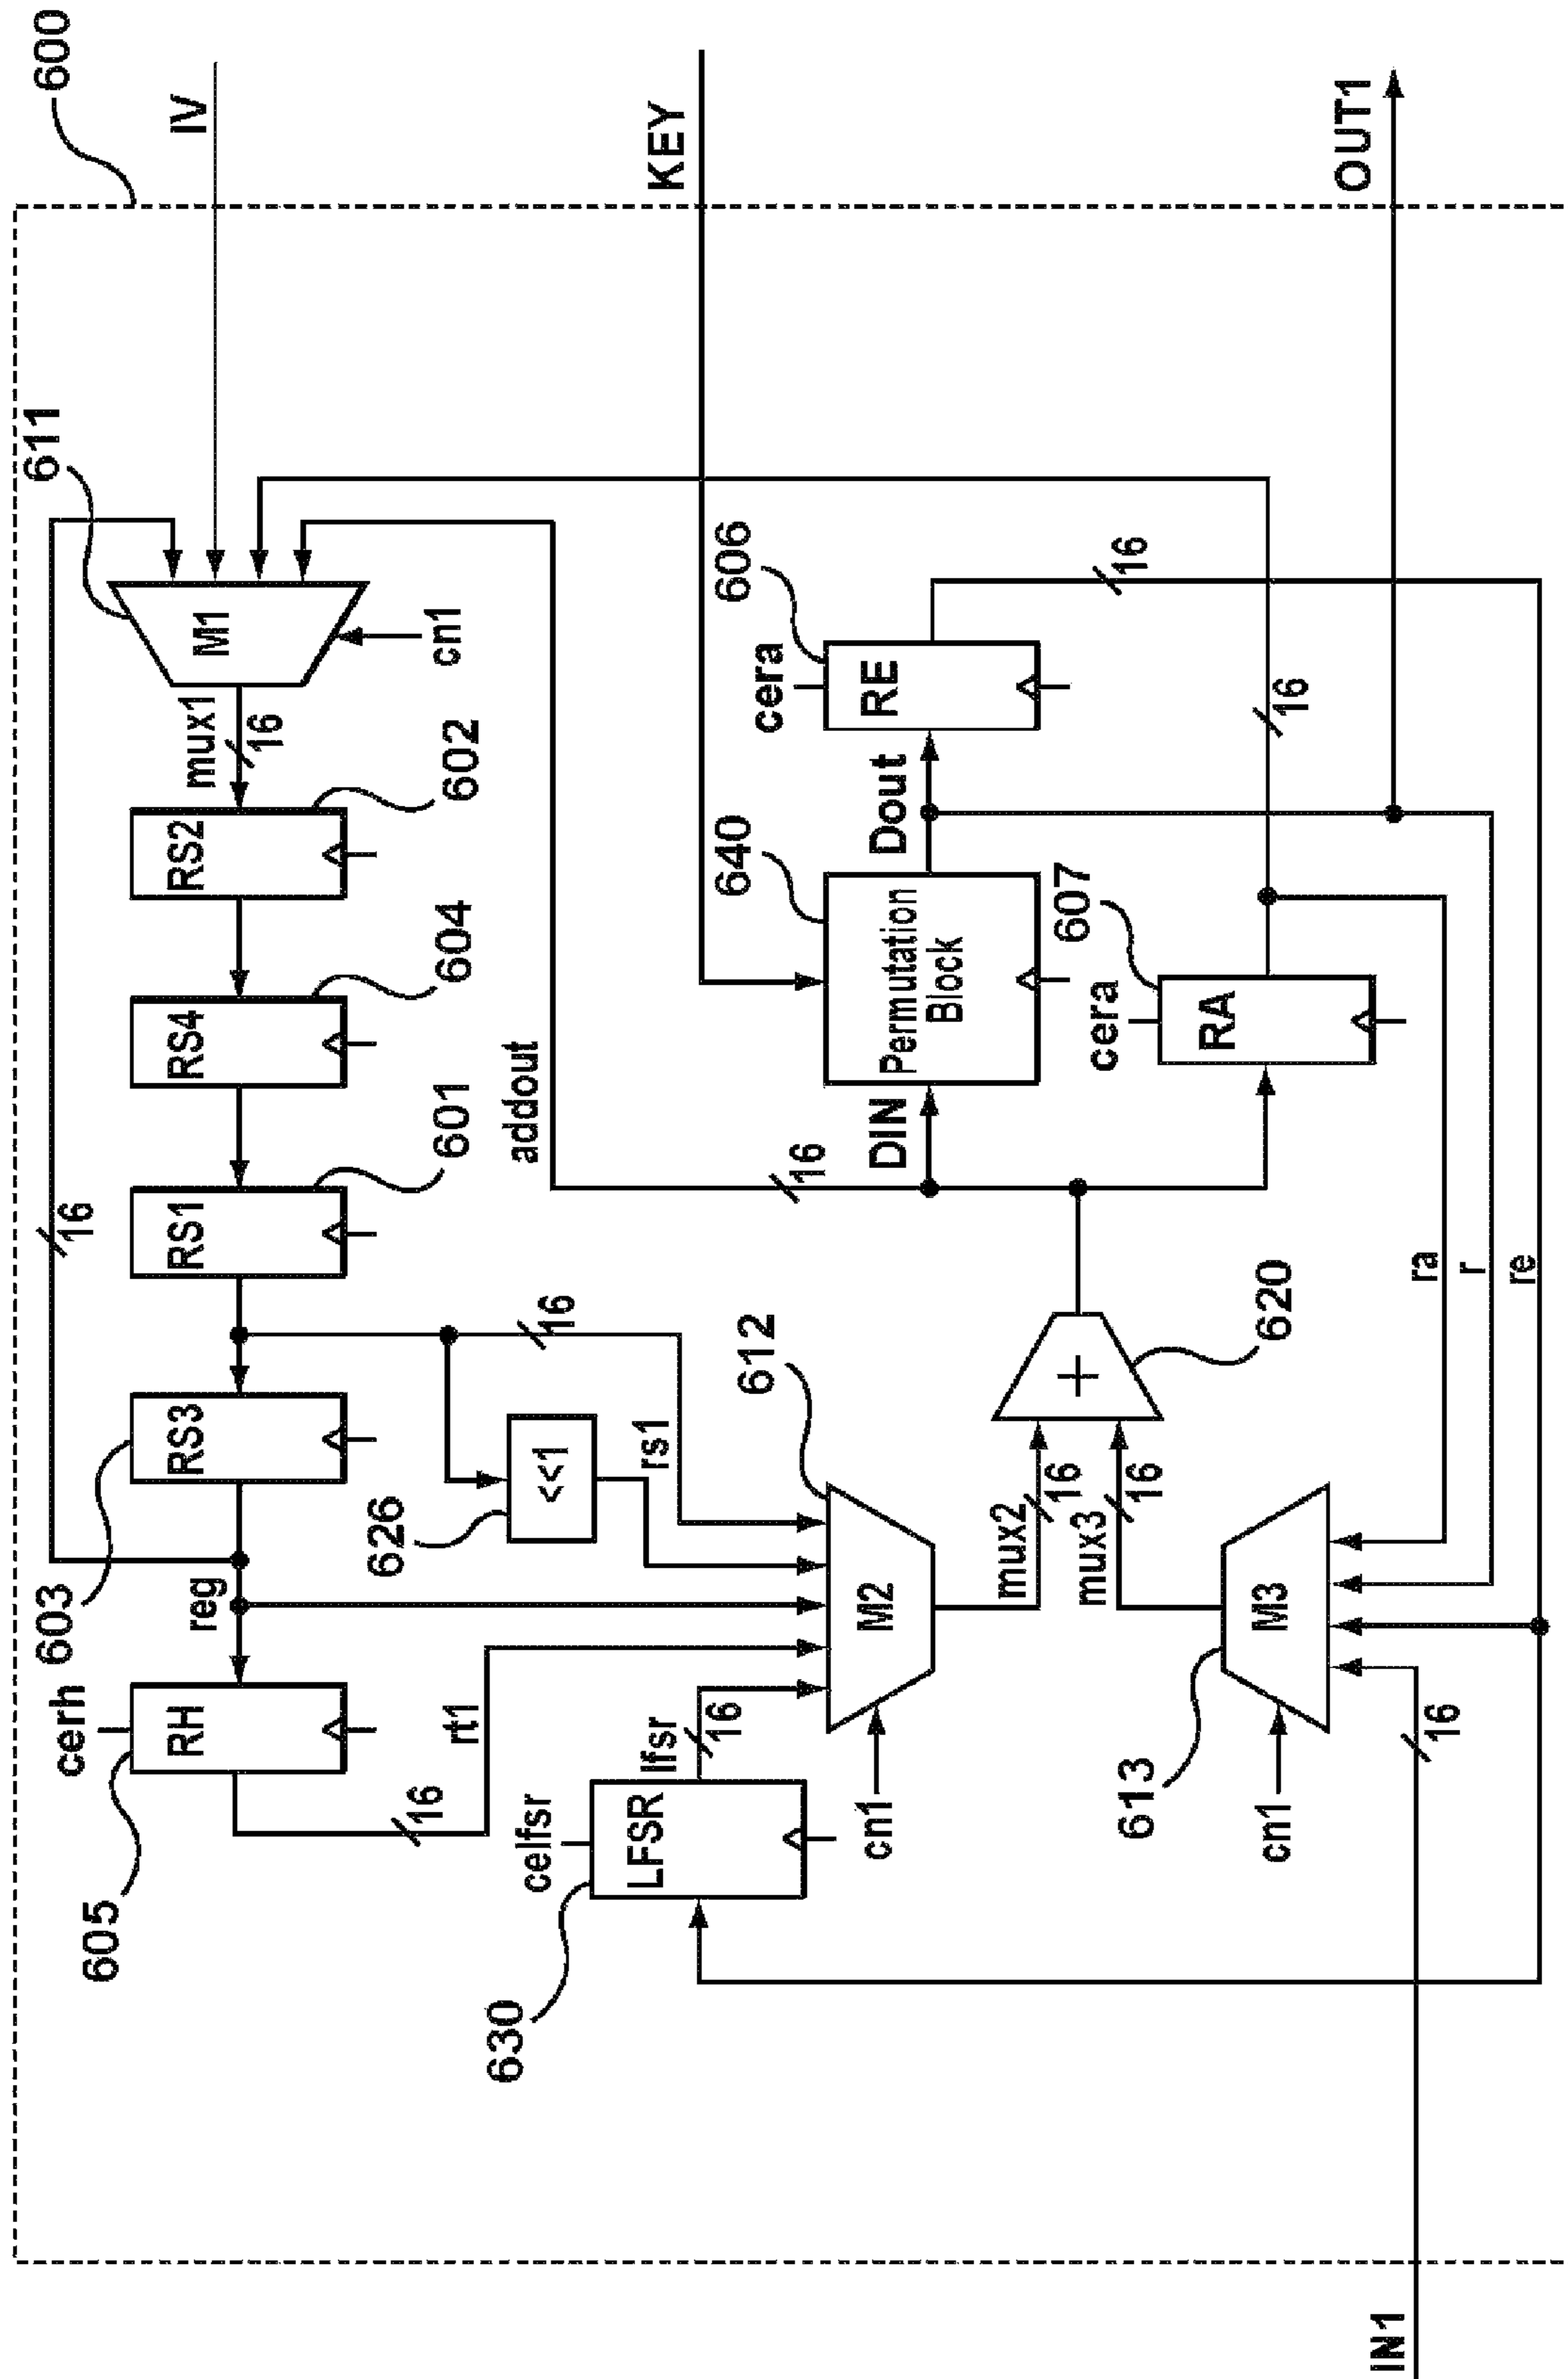 600
IV
611
M1
cn1
mux1
16
RS2
602
RS4
604
RS1
601
16
RS3
603
reg
RH
cerh
605
16
rt1
<<1
626
rs1
16
LFSR
celfsr
630
lfsr
16
M2
612
cn1
mux2
16
mux3
16
M3
613
cn1
16
IN1
+
620
addout
16
DIN
KEY
Permutation
Block
640
Dout
RE
cera
606
16
RA
cera
607
16
ra
r
re
OUT1